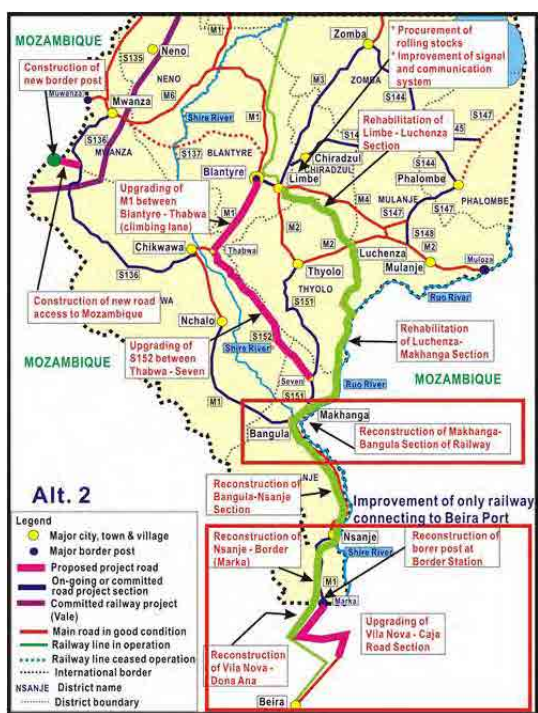 MOZAMBIQUE
Construction of
new border post
Neno
NENO
S135
M1
Zomba
ZOMBA
* Procurement of
rolling stocks
* Improvement of signal
and communication
system
Muwanza
Mwanza
M6
M3
S144
S147
Shire River
Rehabilitation of
Limbe - Luchenza
Section
S136
MWANZA
S137
M1
BLANTYRE
Chiradzul
CHIRADZUL
S144
S145
S144
Phalombe
PHALOMBE
Upgrading of
M1 between
Blantyre - Thabwa
(climbing lane)
Blantyre
Limbe
MULANJE
S147
M4
M2
M1
S147
S148
M2
M2
Luchenza
Mulanje
Muloza
Chikwawa
Thabwa
Thyolo
THYOLO
S151
Ruo River
S136
Construction of new road
access to Mozambique
Nchalo
S152
Shire River
Rehabilitation
of Luchenza-
Makhanga Section
MOZAMBIQUE
Upgrading of
S152 between
Thabwa - Seven
Seven
S151
Ruo River
MOZAMBIQUE
M1
Makhanga
Bangula
Reconstruction of Makhanga-
Bangula Section of Railway
Alt. 2
Reconstruction of
Bangula-Nsanje
Section
Improvement of only railway
connecting to Beira Port
Legend
Major city, town & village
Major border post
Proposed project road
On-going or committed
road project section
Committed railway project
(Vale)
Main road in good condition
Railway line in operation
Railway line ceased operation
International border
NSANJE District name
District boundary
Reconstruction of
Nsanje - Border
(Marka)
Nsanje
Shire River
Reconstruction of
borer post at
Border Station
M1
Marka
Upgrading of
Vila Nova - Caja
Road Section
Reconstruction
of Vila Nova -
Dona Ana
Beira